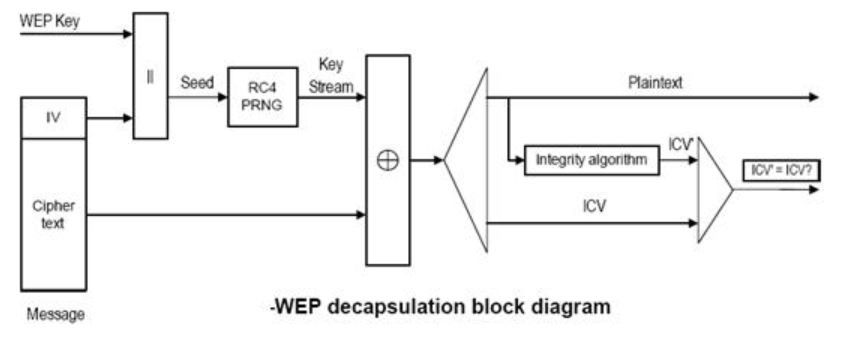 WEP Key
||
Seed
RC4
PRNG
Key
Stream
IV
Cipher
text
Message
Plaintext
Integrity algorithm
ICV'
ICV
ICV' = ICV?
-WEP decapsulation block diagram